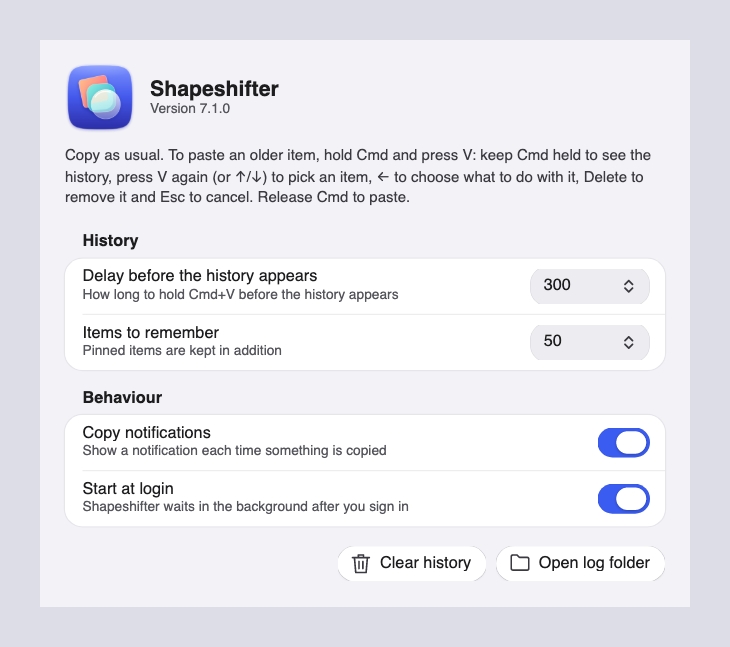 Shapeshifter
Version 7.1.0
Copy as usual. To paste an older item, hold Cmd and press V: keep Cmd held to see the
history, press V again (or ↑/↓) to pick an item, ← to choose what to do with it, Delete to
remove it and Esc to cancel. Release Cmd to paste.
History
Delay before the history appears
How long to hold Cmd+V before the history appears
300
Items to remember
Pinned items are kept in addition
50
Behaviour
Copy notifications
Show a notification each time something is copied
Start at login
Shapeshifter waits in the background after you sign in
Clear history
Open log folder